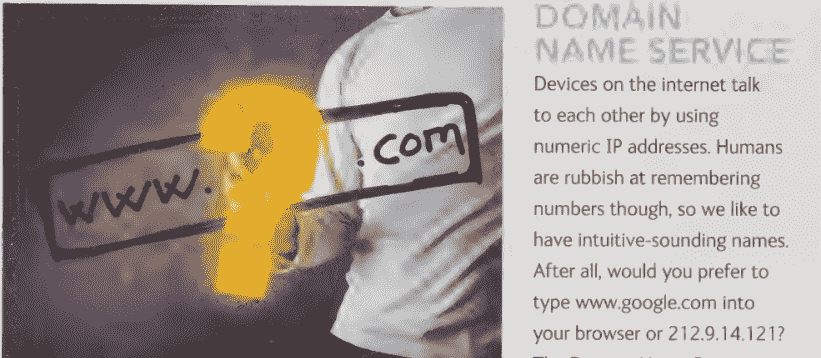 www.?.com
DOMAIN
NAME SERVICE
Devices on the internet talk
to each other by using
numeric IP addresses. Humans
are rubbish at remembering
numbers though, so we like to
have intuitive-sounding names.
After all, would you prefer to
type www.google.com into
your browser or 212.9.14.121?